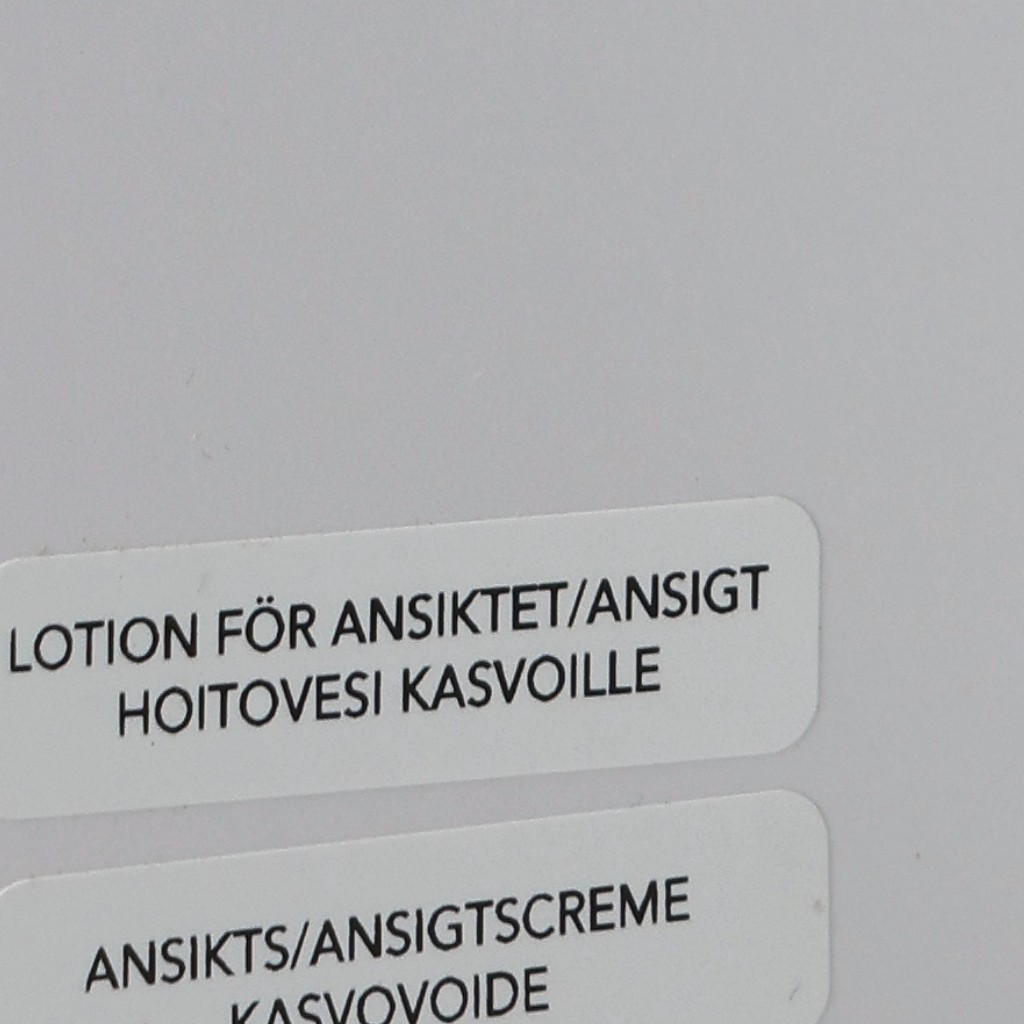 LOTION FÖR ANSIKTET/ANSIGT
HOITOVESI KASVOILLE
ANSIKTS/ANSIGTSCREME
KASVOVOIDE